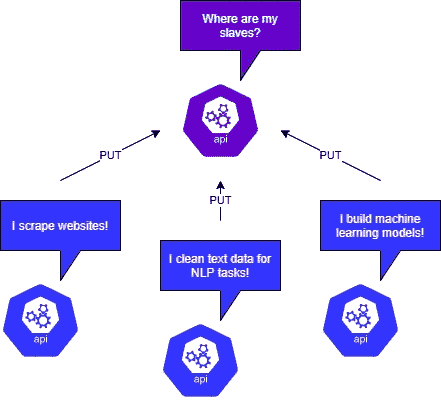 Where are my
slaves?
api
PUT
PUT
PUT
I scrape websites!
I clean text data for
NLP tasks!
I build machine
learning models!
api
api
api